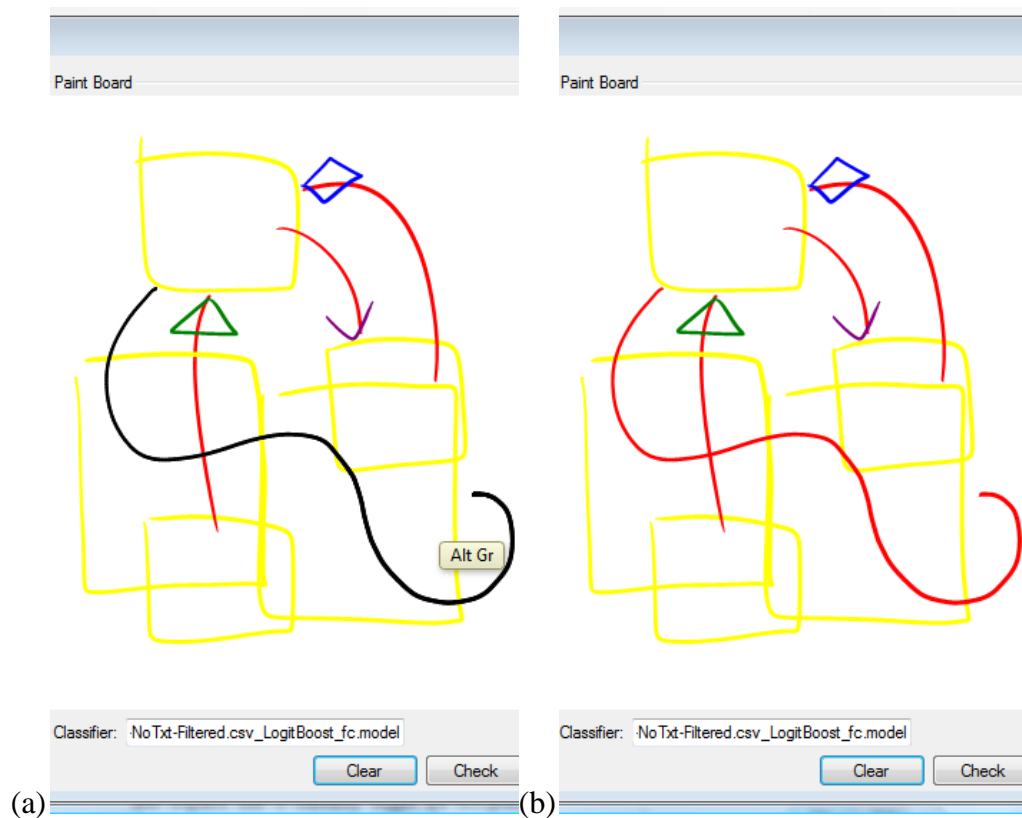 Paint Board
Alt Gr
Classifier: NoTxt-Filtered.csv_LogitBoost_fc.model
Clear Check
(a)
Paint Board
Classifier: NoTxt-Filtered.csv_LogitBoost_fc.model
Clear Check
(b)